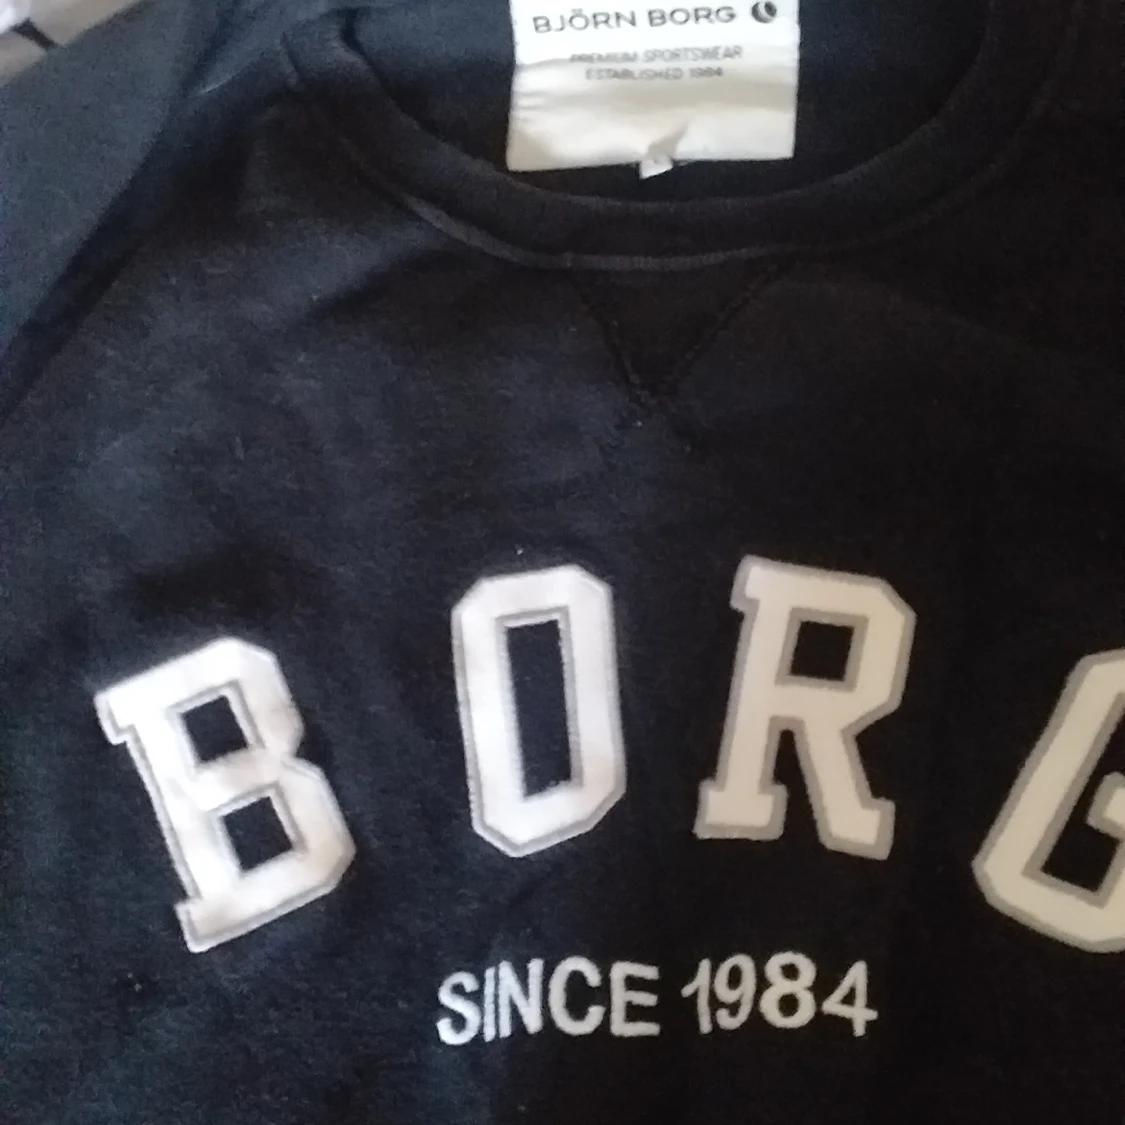 BJÖRN BORG
PREMIUM SPORTSWEAR
ESTABLISHED 1984
BORG
SINCE 1984